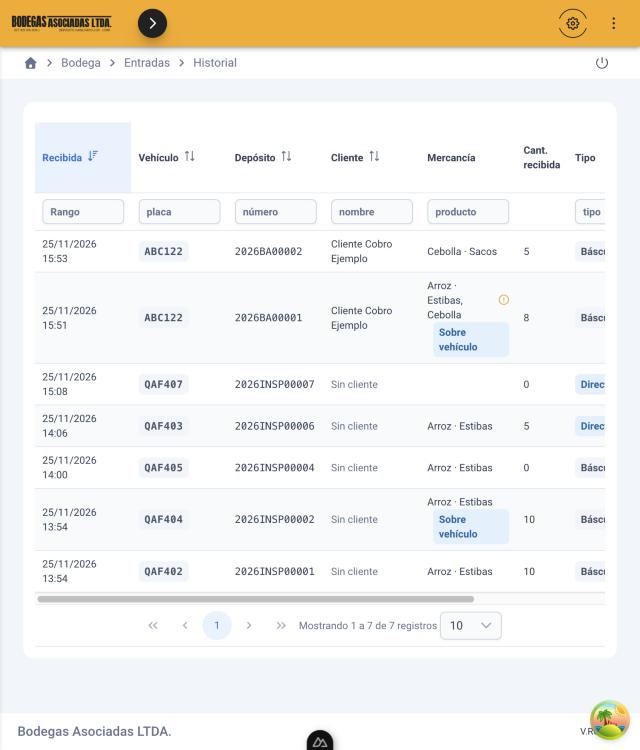 BODEGAS ASOCIADAS LTDA.
Bodega
Entradas
Historial
Recibida
Vehículo
Depósito
Cliente
Mercancía
Cant. recibida
Tipo
Rango
placa
número
nombre
producto
tipo
25/11/2026 15:53
ABC122
2026BA00002
Cliente Cobro Ejemplo
Cebolla · Sacos
5
25/11/2026 15:51
ABC122
2026BA00001
Cliente Cobro Ejemplo
Arroz · Estibas, Cebolla
Sobre vehículo
8
25/11/2026 15:08
QAF407
2026INSP00007
Sin cliente
0
25/11/2026 14:06
QAF403
2026INSP00006
Sin cliente
Arroz · Estibas
5
25/11/2026 14:00
QAF405
2026INSP00004
Sin cliente
Arroz · Estibas
0
25/11/2026 13:54
QAF404
2026INSP00002
Sin cliente
Arroz · Estibas
Sobre vehículo
10
25/11/2026 13:54
QAF402
2026INSP00001
Sin cliente
Arroz · Estibas
10
1
Mostrando 1 a 7 de 7 registros
10
Bodegas Asociadas LTDA.